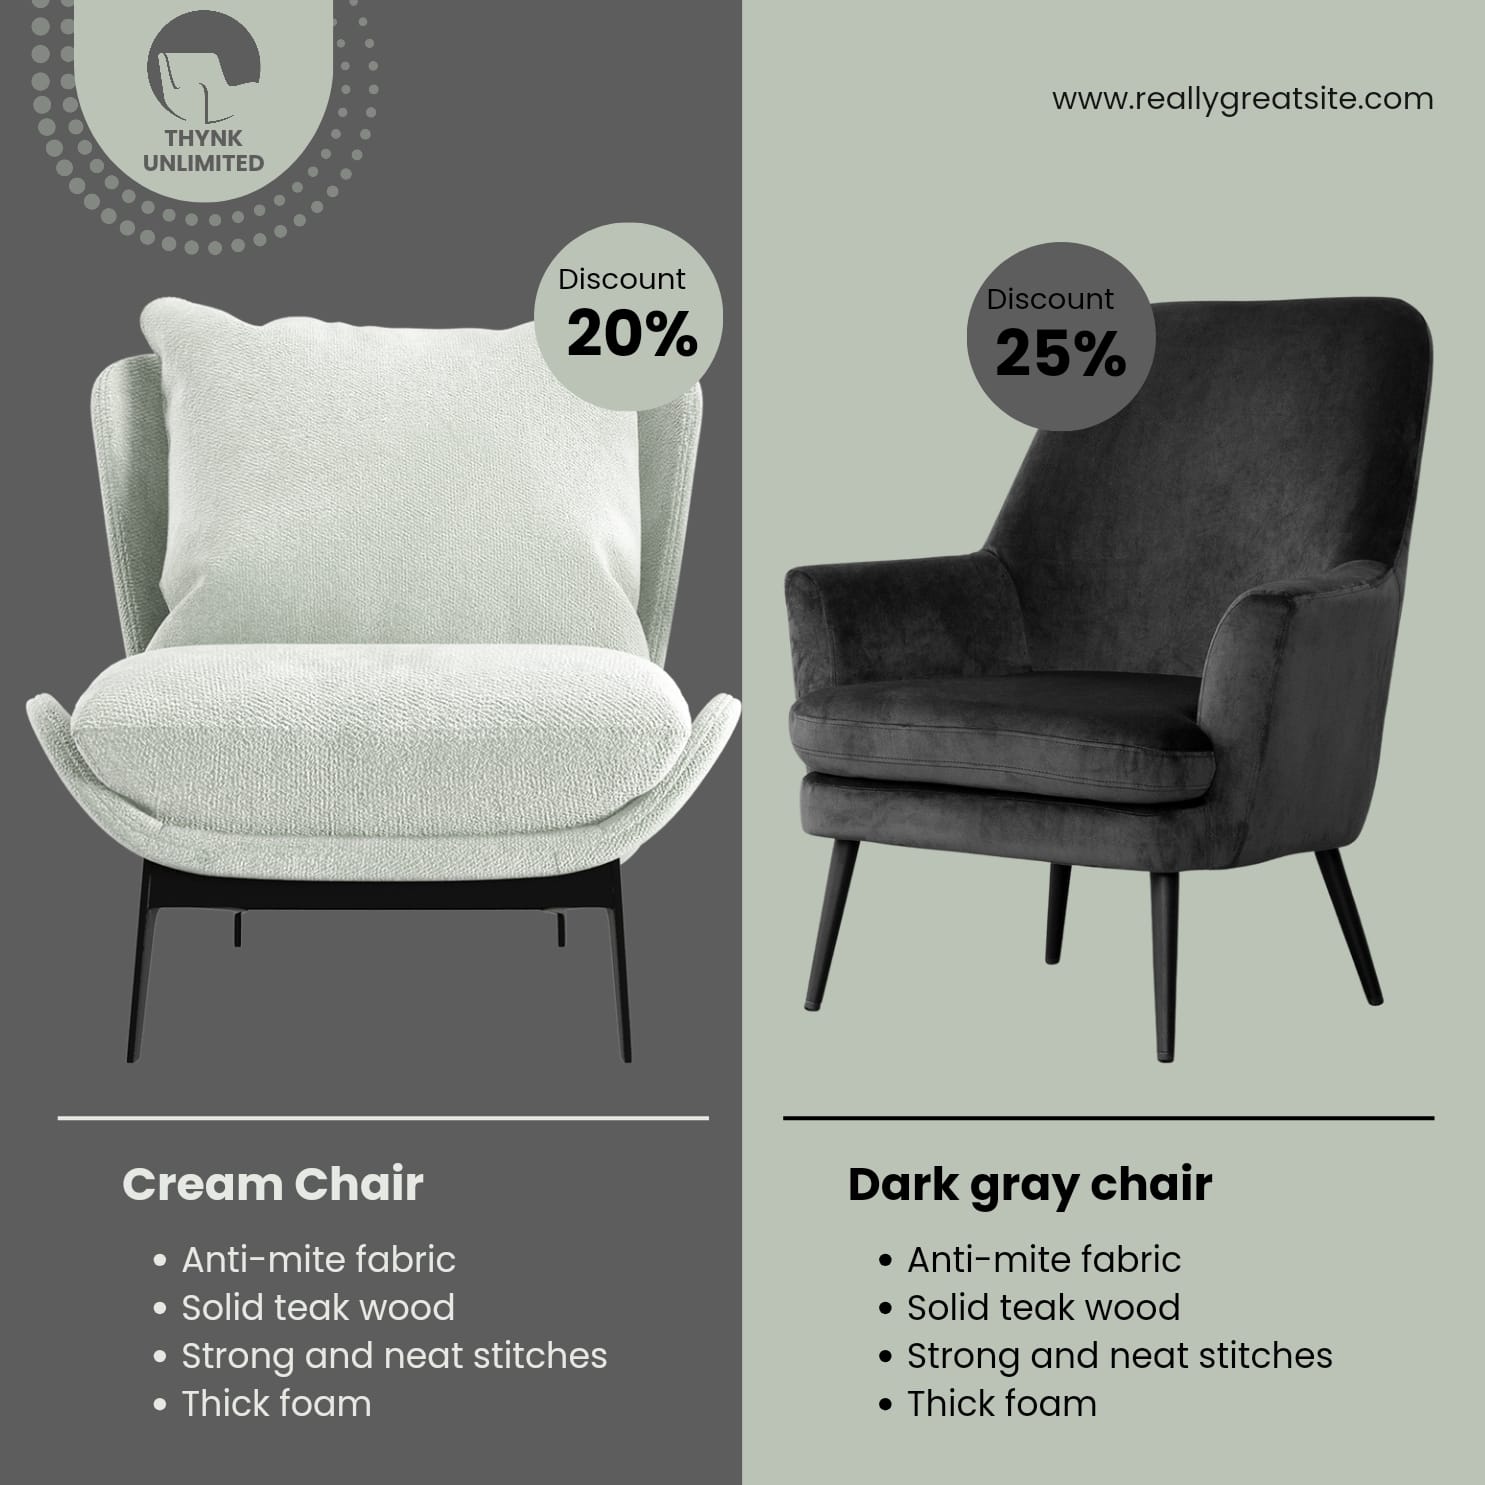 THYNK
UNLIMITED
www.reallygreatsite.com
Discount
20%
Discount
25%
Cream Chair
• Anti-mite fabric
• Solid teak wood
• Strong and neat stitches
• Thick foam
Dark gray chair
• Anti-mite fabric
• Solid teak wood
• Strong and neat stitches
• Thick foam